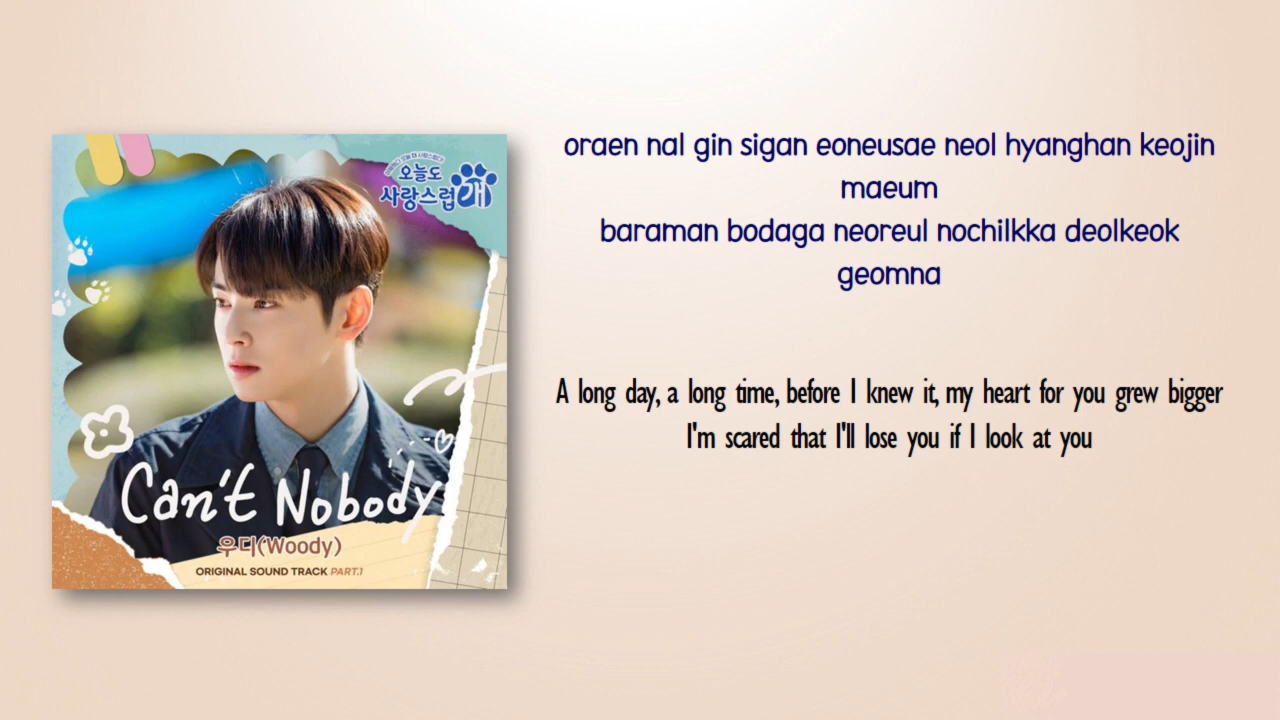 오늘도
사랑스럽개
Can't Nobody
우디(Woody)
ORIGINAL SOUND TRACK PART.1
oraen nal gin sigan eoneusae neol hyanghan keojin
maeum
baraman bodaga neoreul nochilkka deolkeok
geomna
A long day, a long time, before I knew it, my heart for you grew bigger
I'm scared that I'll lose you if I look at you